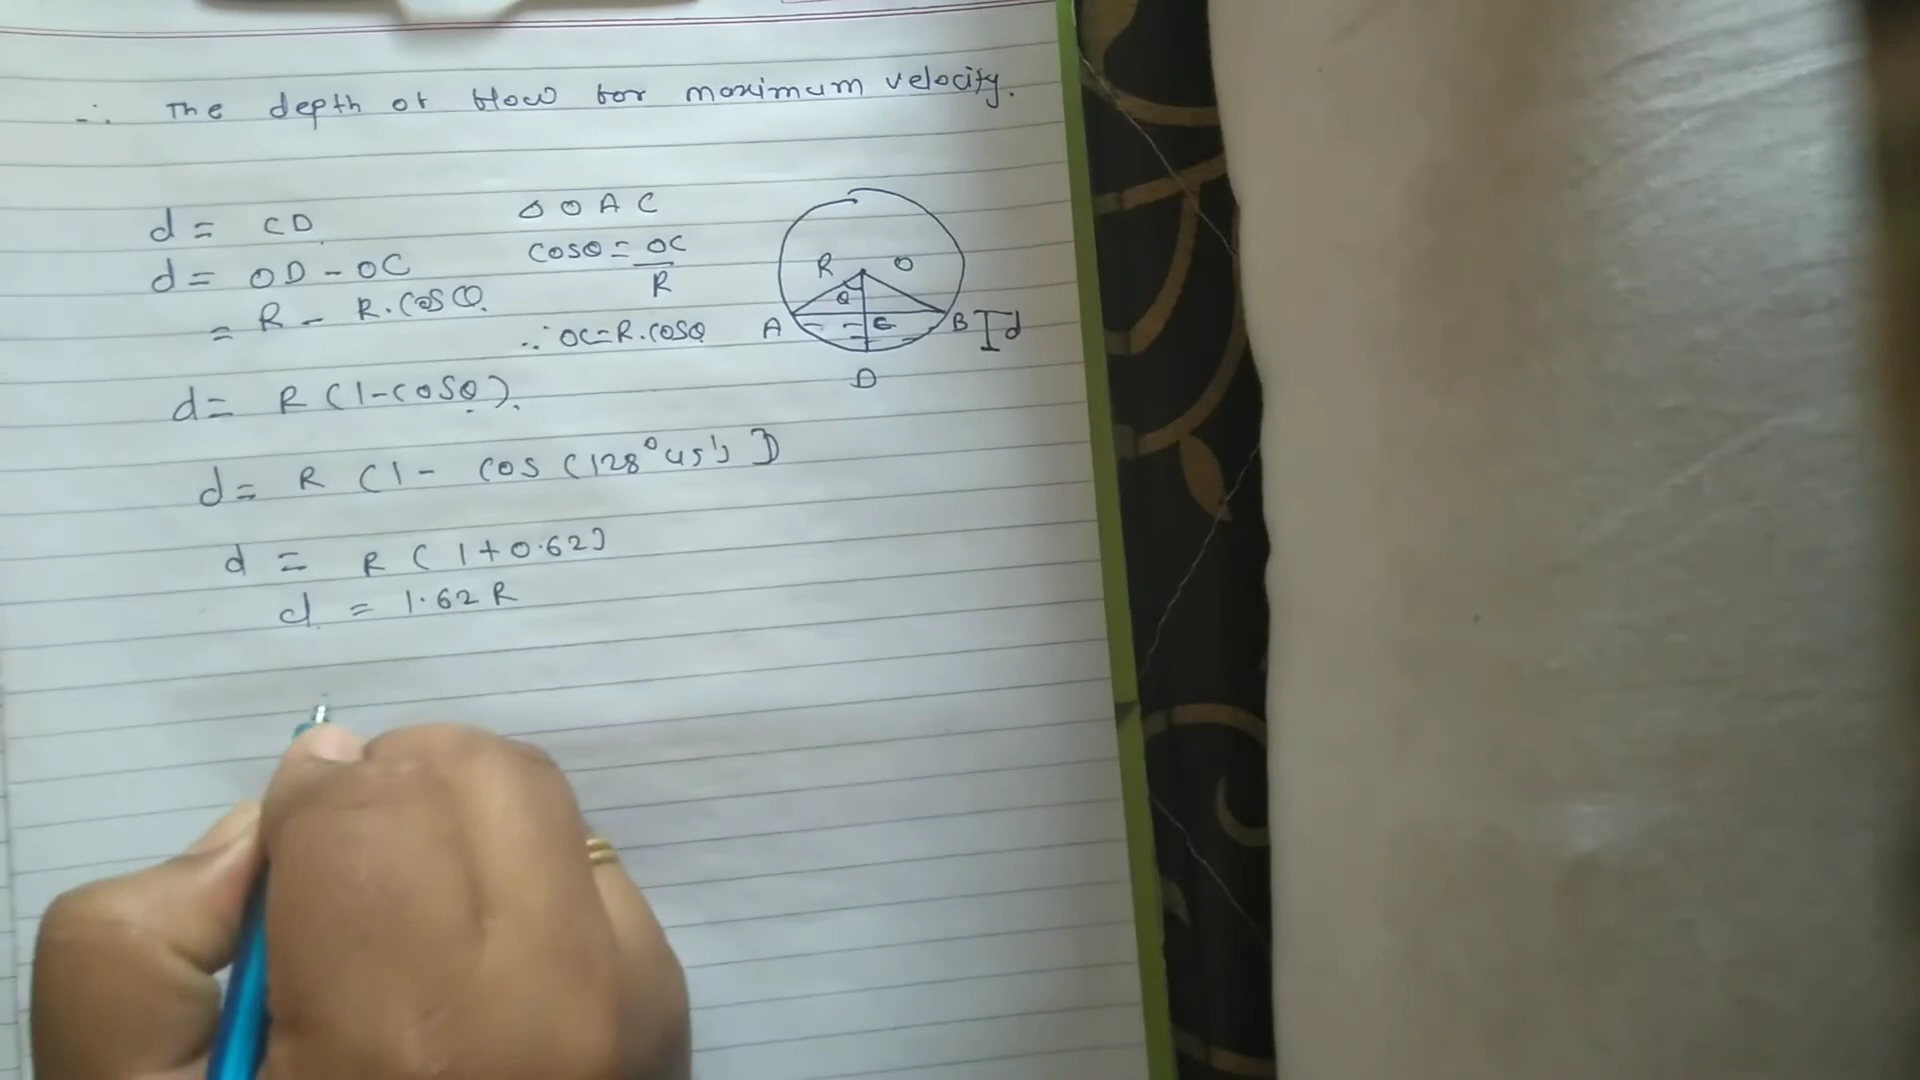 ∴ The depth of flow for maximum velocity.
d = CD
d = OD - OC
= R - R.cosθ.
△OAC
cosθ = OC/R
∴ OC=R.cosθ
R O
θ
A C B d
D
d = R (1-cosθ).
d = R (1- cos (128°45') ]
d = R (1+0.62)
d = 1.62 R